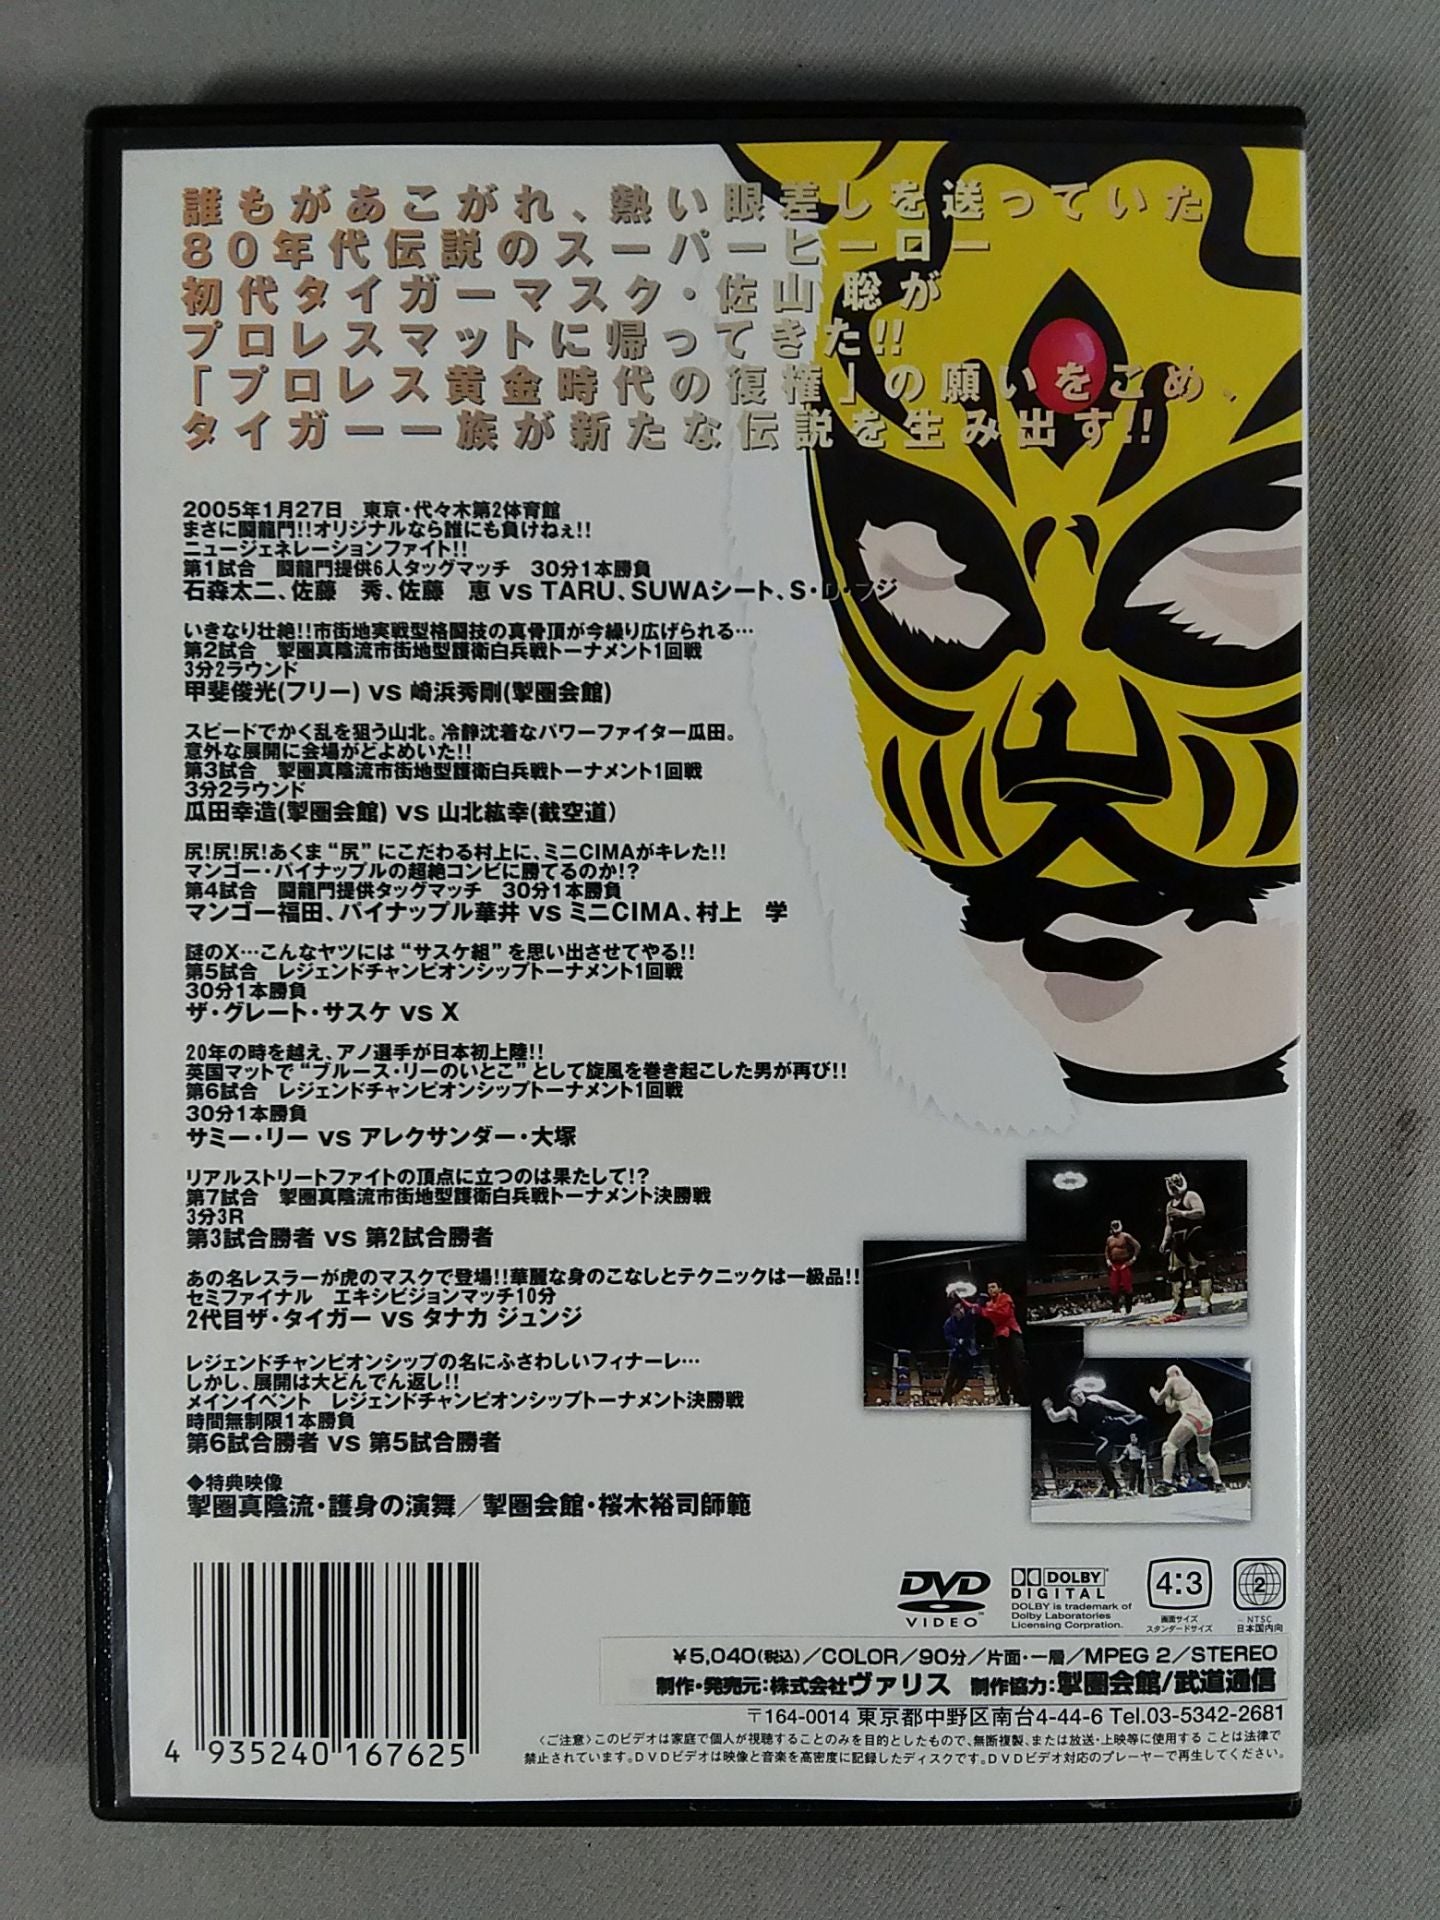 誰もがあこがれ、熱い眼差しを送っていた
80年代伝説のスーパーヒーロー
初代タイガーマスク・佐山 聡が
プロレスマットに帰ってきた!!
「プロレス黄金時代の復権」の願いをこめ、
タイガー一族が新たな伝説を生み出す!!
2005年1月27日　東京・代々木第2体育館
まさに闘龍門!!オリジナルなら誰にも負けねぇ!!
ニュージェネレーションファイト!!
第1試合　闘龍門提供6人タッグマッチ　30分1本勝負
石森太二、佐藤　秀、佐藤　恵 vs TARU、SUWAシート、S・D・フジ
いきなり壮絶!!市街地実戦型格闘技の真骨頂が今繰り広げられる…
第2試合　掣圏真陰流市街地型護衛白兵戦トーナメント1回戦
3分2ラウンド
甲斐俊光(フリー) vs 崎浜秀剛(掣圏会館)
スピードでかく乱を狙う山北。冷静沈着なパワーファイター瓜田。
意外な展開に会場がどよめいた!!
第3試合　掣圏真陰流市街地型護衛白兵戦トーナメント1回戦
3分2ラウンド
瓜田幸造(掣圏会館) vs 山北紘幸(截空道)
尻!尻!尻!あくま“尻”にこだわる村上に、ミニCIMAがキレた!!
マンゴー・パイナップルの超絶コンビに勝てるのか!?
第4試合　闘龍門提供タッグマッチ　30分1本勝負
マンゴー福田、パイナップル華井 vs ミニCIMA、村上　学
謎のX…こんなヤツには“サスケ組”を思い出させてやる!!
第5試合　レジェンドチャンピオンシップトーナメント1回戦
30分1本勝負
ザ・グレート・サスケ vs X
20年の時を越え、アノ選手が日本初上陸!!
英国マットで“ブルース・リーのいとこ”として旋風を巻き起こした男が再び!!
第6試合　レジェンドチャンピオンシップトーナメント1回戦
30分1本勝負
サミー・リー vs アレクサンダー・大塚
リアルストリートファイトの頂点に立つのは果たして!?
第7試合　掣圏真陰流市街地型護衛白兵戦トーナメント決勝戦
3分3R
第3試合勝者 vs 第2試合勝者
あの名レスラーが虎のマスクで登場!!華麗な身のこなしとテクニックは一級品!!
セミファイナル　エキシビジョンマッチ10分
2代目ザ・タイガー vs タナカ ジュンジ
レジェンドチャンピオンシップの名にふさわしいフィナーレ…
しかし、展開は大どんでん返し!!
メインイベント　レジェンドチャンピオンシップトーナメント決勝戦
時間無制限1本勝負
第6試合勝者 vs 第5試合勝者
◆特典映像
掣圏真陰流・護身の演舞／掣圏会館・桜木裕司師範
DVD VIDEO
DOLBY DIGITAL
DOLBY is trademark of
Dolby Laboratories
Licensing Corpration.
4:3
画面サイズ
スタンダードサイズ
2
NTSC
日本国内向
¥5,040(税込)／COLOR／90分／片面・一層／MPEG 2／STEREO
制作・発売元:株式会社ヴァリス　制作協力:掣圏会館/武道通信
〒164-0014 東京都中野区南台4-44-6 Tel.03-5342-2681
〈ご注意〉このビデオは家庭で個人が視聴することのみを目的としたもので、無断複製、または放送・上映等に使用する ことは法律で
禁止されています。DVDビデオは映像と音楽を高密度に記録したディスクです。DVDビデオ対応のプレーヤーで再生してください。
4 935240 167625